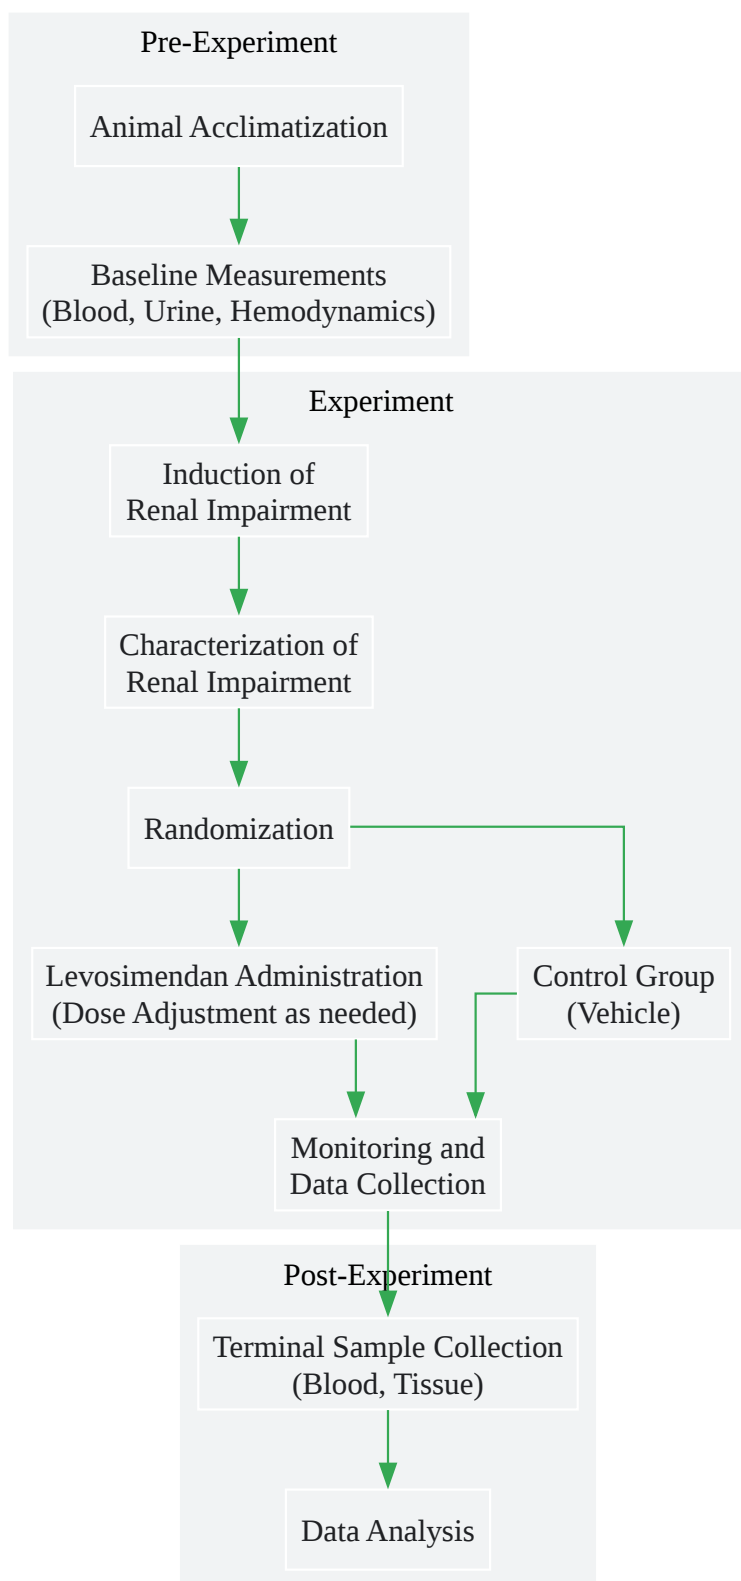 Pre-Experiment
Animal Acclimatization
Baseline Measurements
(Blood, Urine, Hemodynamics)
Experiment
Induction of
Renal Impairment
Characterization of
Renal Impairment
Randomization
Levosimendan Administration
(Dose Adjustment as needed)
Control Group
(Vehicle)
Monitoring and
Data Collection
Post-Experiment
Terminal Sample Collection
(Blood, Tissue)
Data Analysis